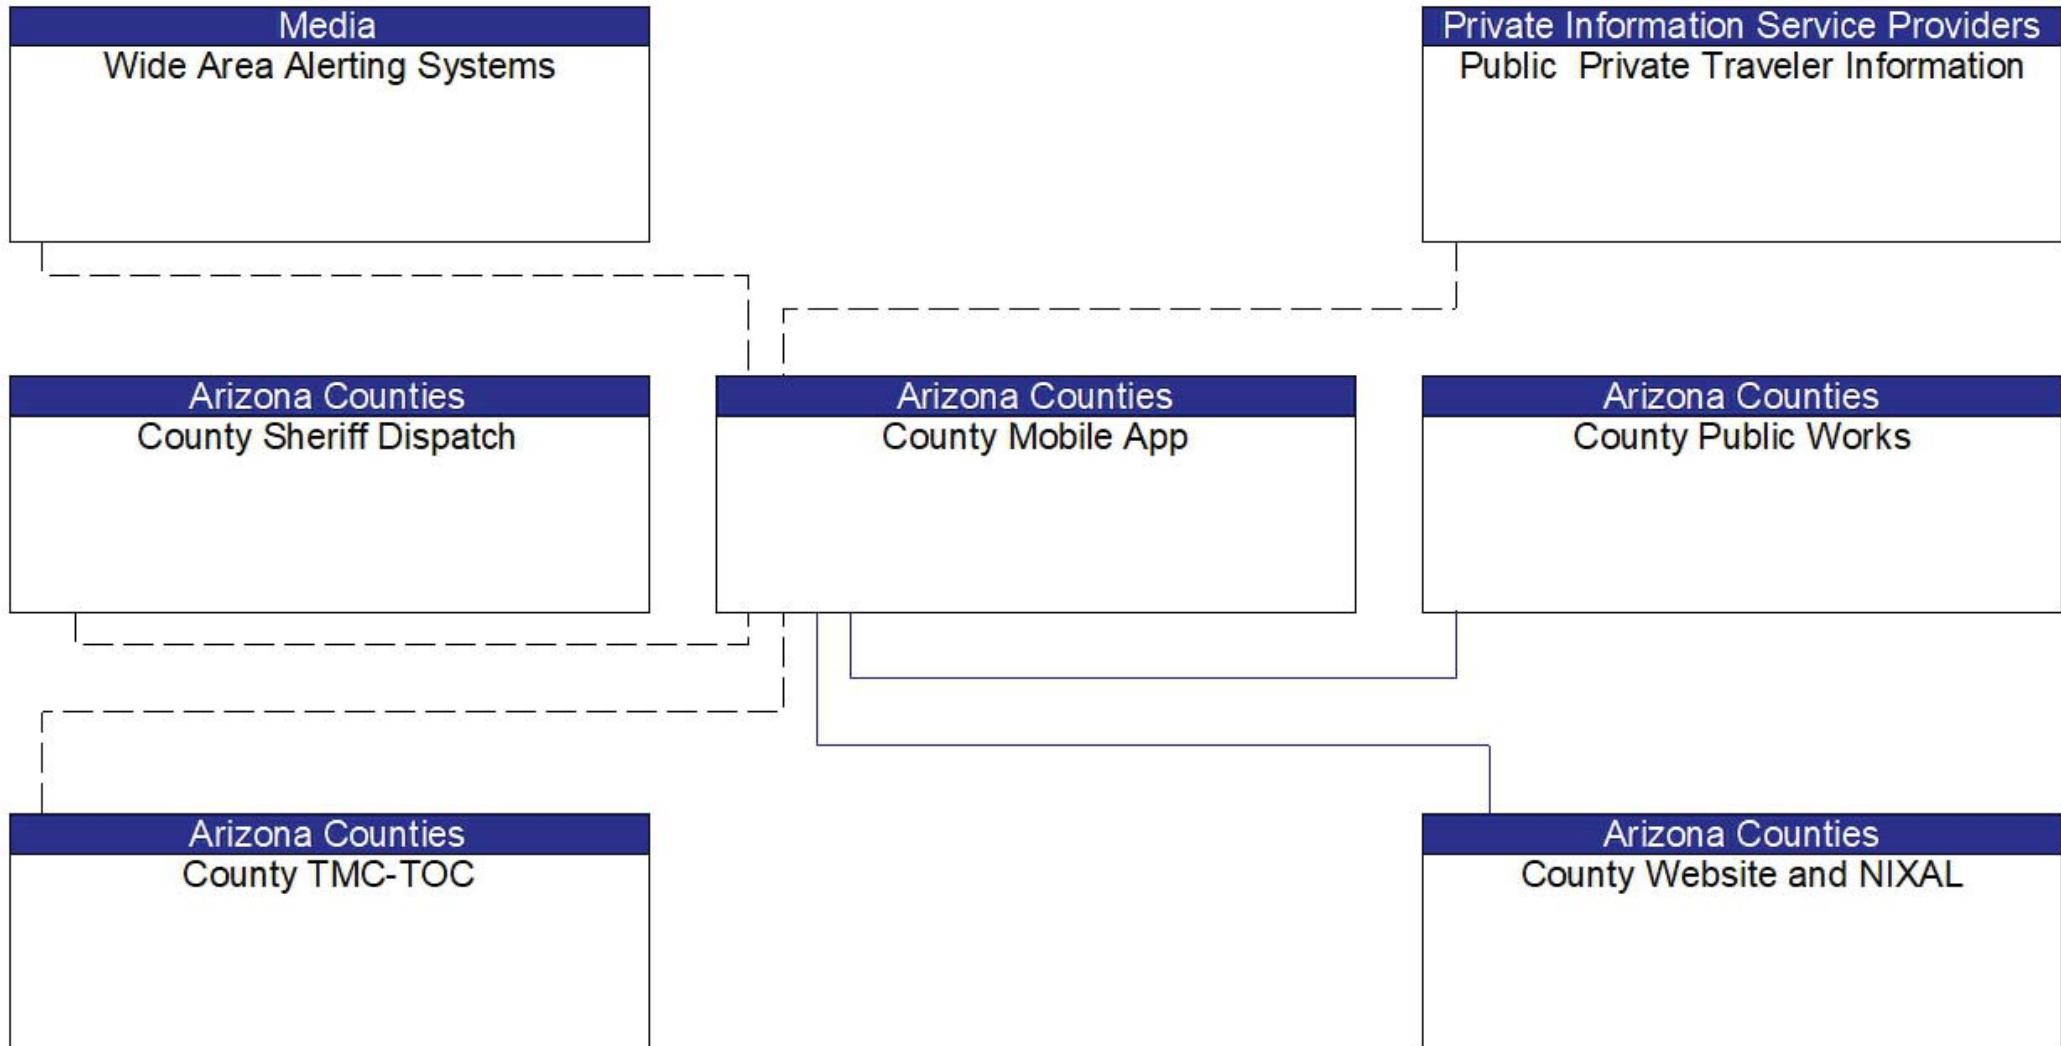 Media
Wide Area Alerting Systems
Private Information Service Providers
Public  Private Traveler Information
Arizona Counties
County Sheriff Dispatch
Arizona Counties
County Mobile App
Arizona Counties
County Public Works
Arizona Counties
County TMC-TOC
Arizona Counties
County Website and NIXAL